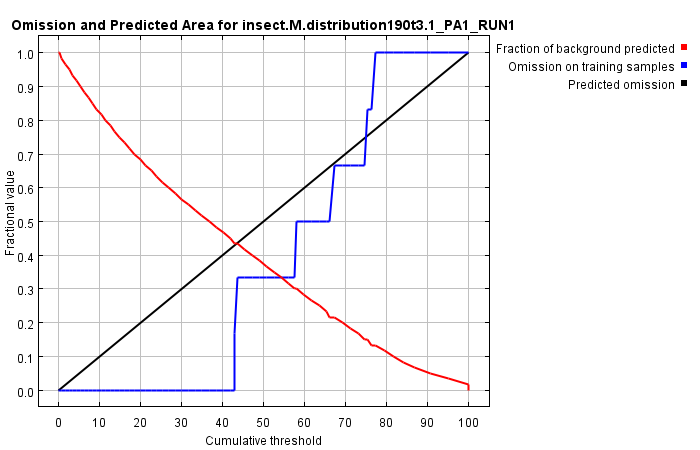 Omission and Predicted Area for insect.M.distribution190t3.1_PA1_RUN1
Fraction of background predicted
Omission on training samples
Predicted omission
Fractional value
1.0
0.9
0.8
0.7
0.6
0.5
0.4
0.3
0.2
0.1
0.0
0 10 20 30 40 50 60 70 80 90 100
Cumulative threshold